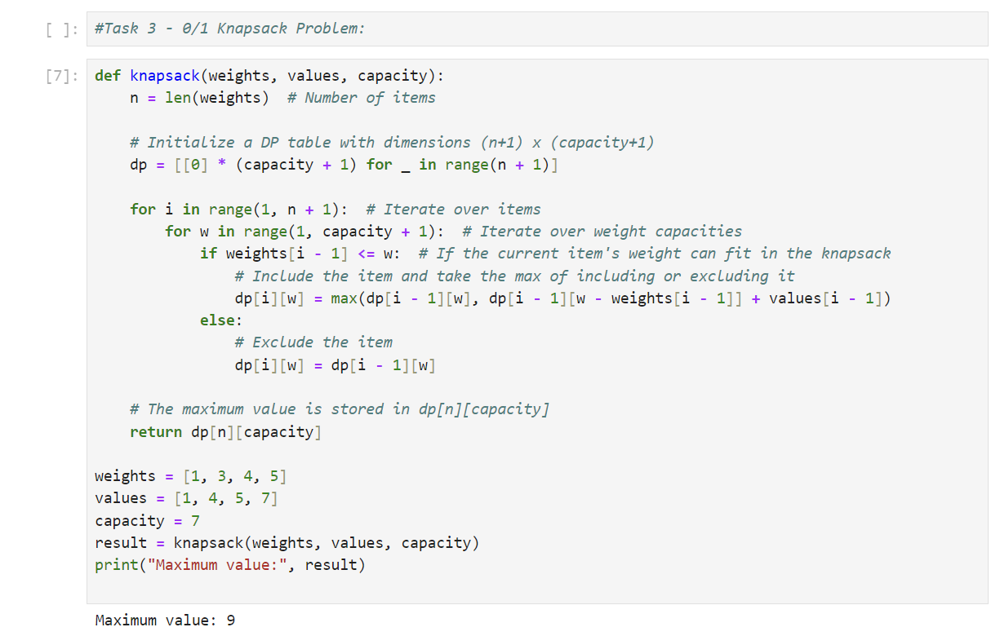 [ ]: #Task 3 - 0/1 Knapsack Problem:
[7]: def knapsack(weights, values, capacity):
    n = len(weights)  # Number of items

    # Initialize a DP table with dimensions (n+1) x (capacity+1)
    dp = [[0] * (capacity + 1) for _ in range(n + 1)]

    for i in range(1, n + 1):  # Iterate over items
        for w in range(1, capacity + 1):  # Iterate over weight capacities
            if weights[i - 1] <= w:  # If the current item's weight can fit in the knapsack
                # Include the item and take the max of including or excluding it
                dp[i][w] = max(dp[i - 1][w], dp[i - 1][w - weights[i - 1]] + values[i - 1])
            else:
                # Exclude the item
                dp[i][w] = dp[i - 1][w]

    # The maximum value is stored in dp[n][capacity]
    return dp[n][capacity]

weights = [1, 3, 4, 5]
values = [1, 4, 5, 7]
capacity = 7
result = knapsack(weights, values, capacity)
print("Maximum value:", result)

Maximum value: 9